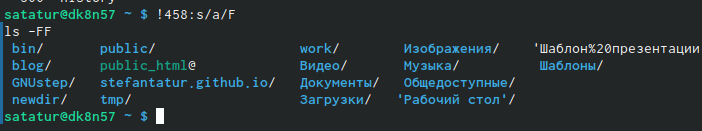 satatur@dk8n57 ~ $ !458:s/a/F
ls -FF
bin/ public/ work/ Изображения/ 'Шаблон%20презентации
blog/ public_html@ Видео/ Музыка/ Шаблоны/
GNUstep/ stefantatur.github.io/ Документы/ Общедоступные/
newdir/ tmp/ Загрузки/ 'Рабочий стол'/
satatur@dk8n57 ~ $